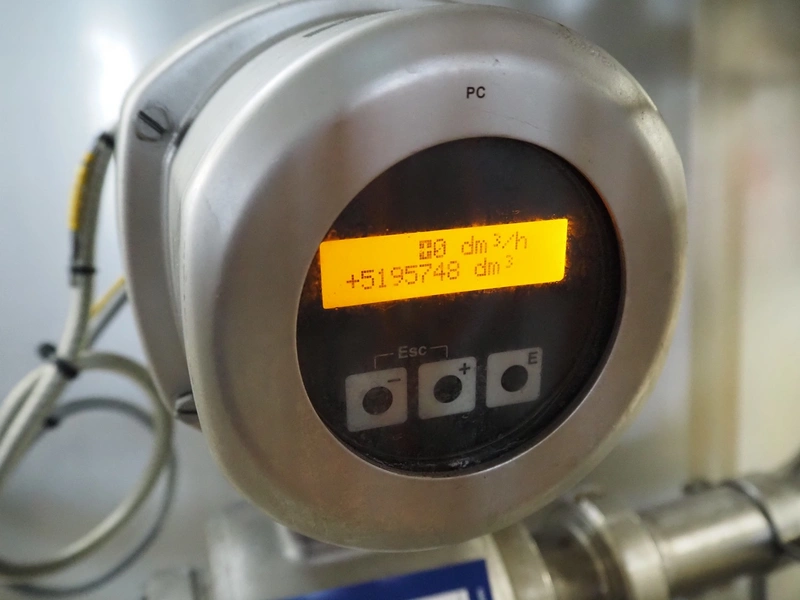 PC
0 dm³/h
+5195748 dm³
Esc
- + E